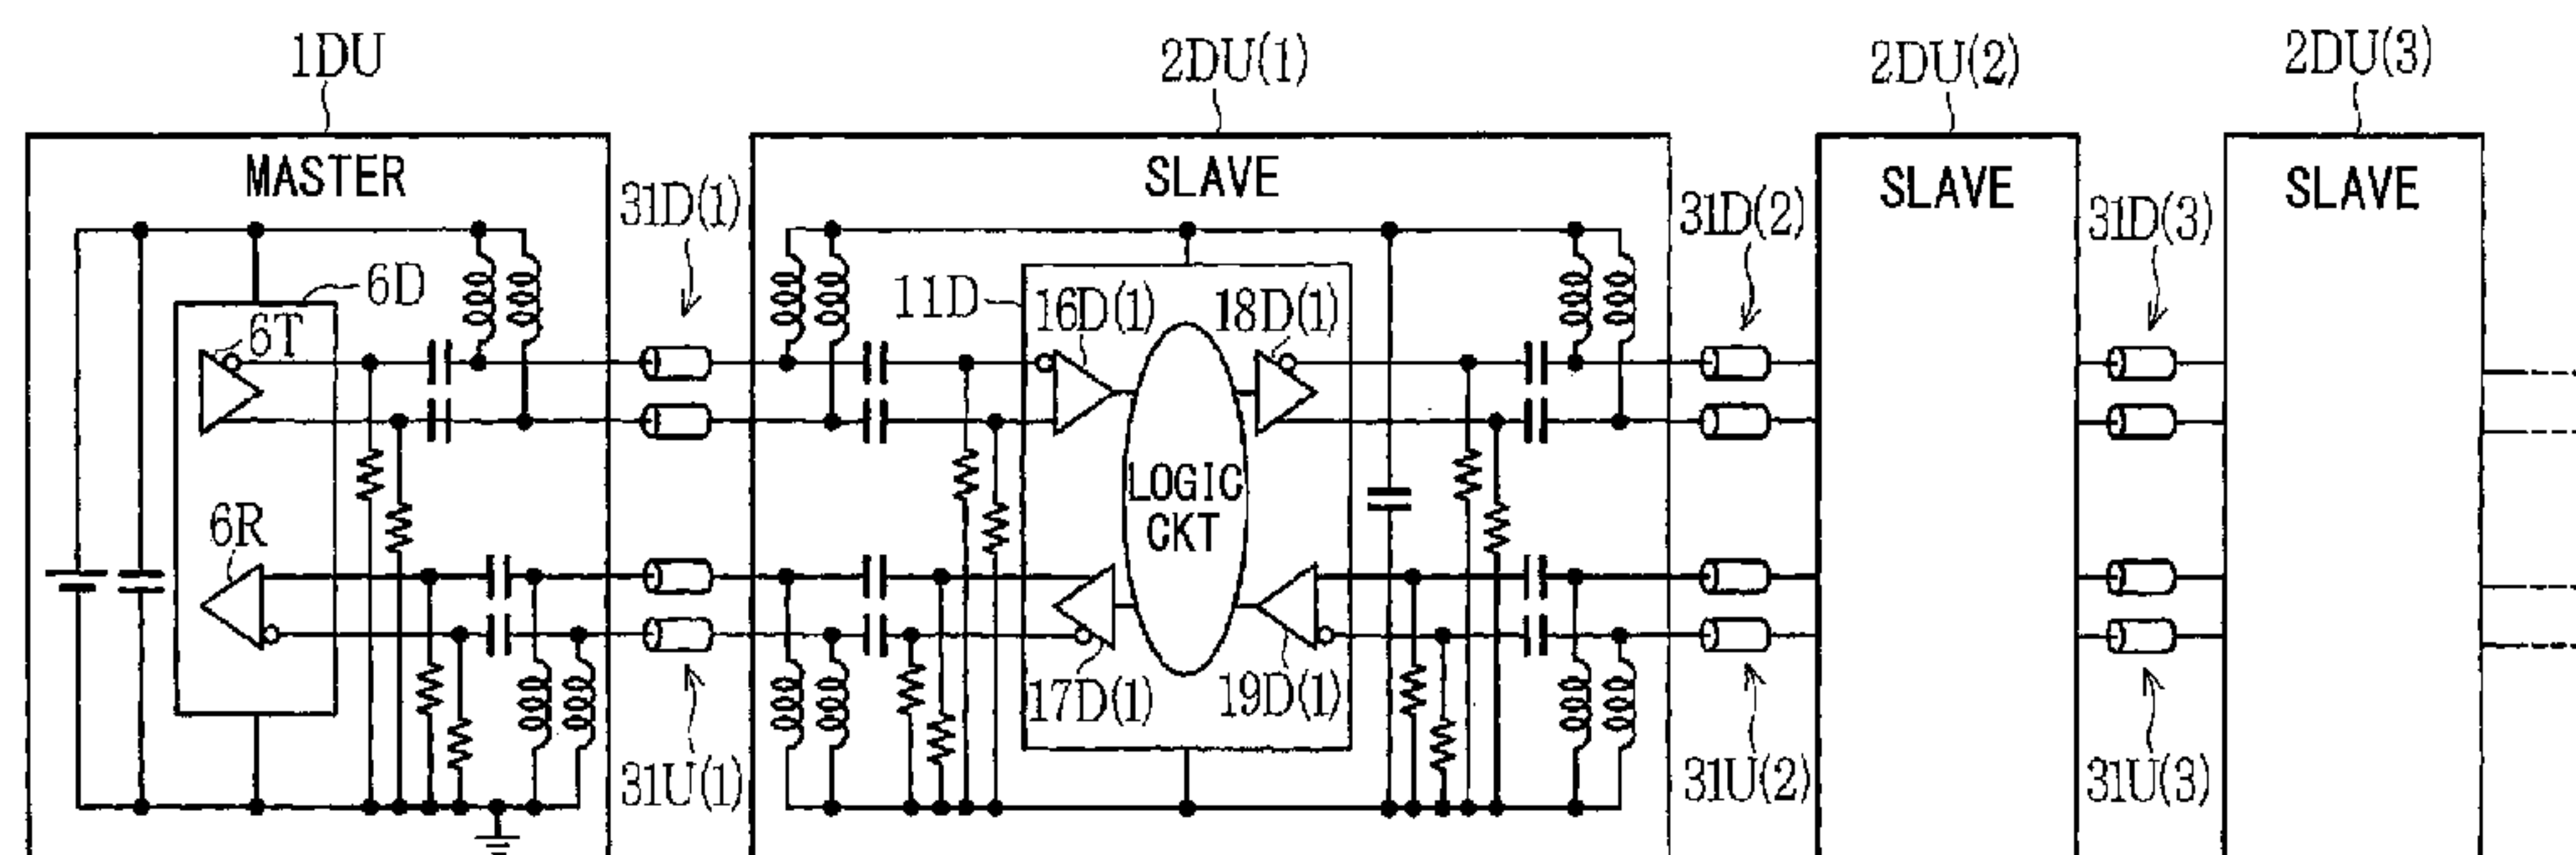 1DU
2DU(1)
2DU(2)
2DU(3)
MASTER
SLAVE
SLAVE
SLAVE
31D(1)
31D(2)
31D(3)
6D
11D
16D(1)
18D(1)
6T
LOGIC
CKT
6R
17D(1)
19D(1)
31U(1)
31U(2)
31U(3)